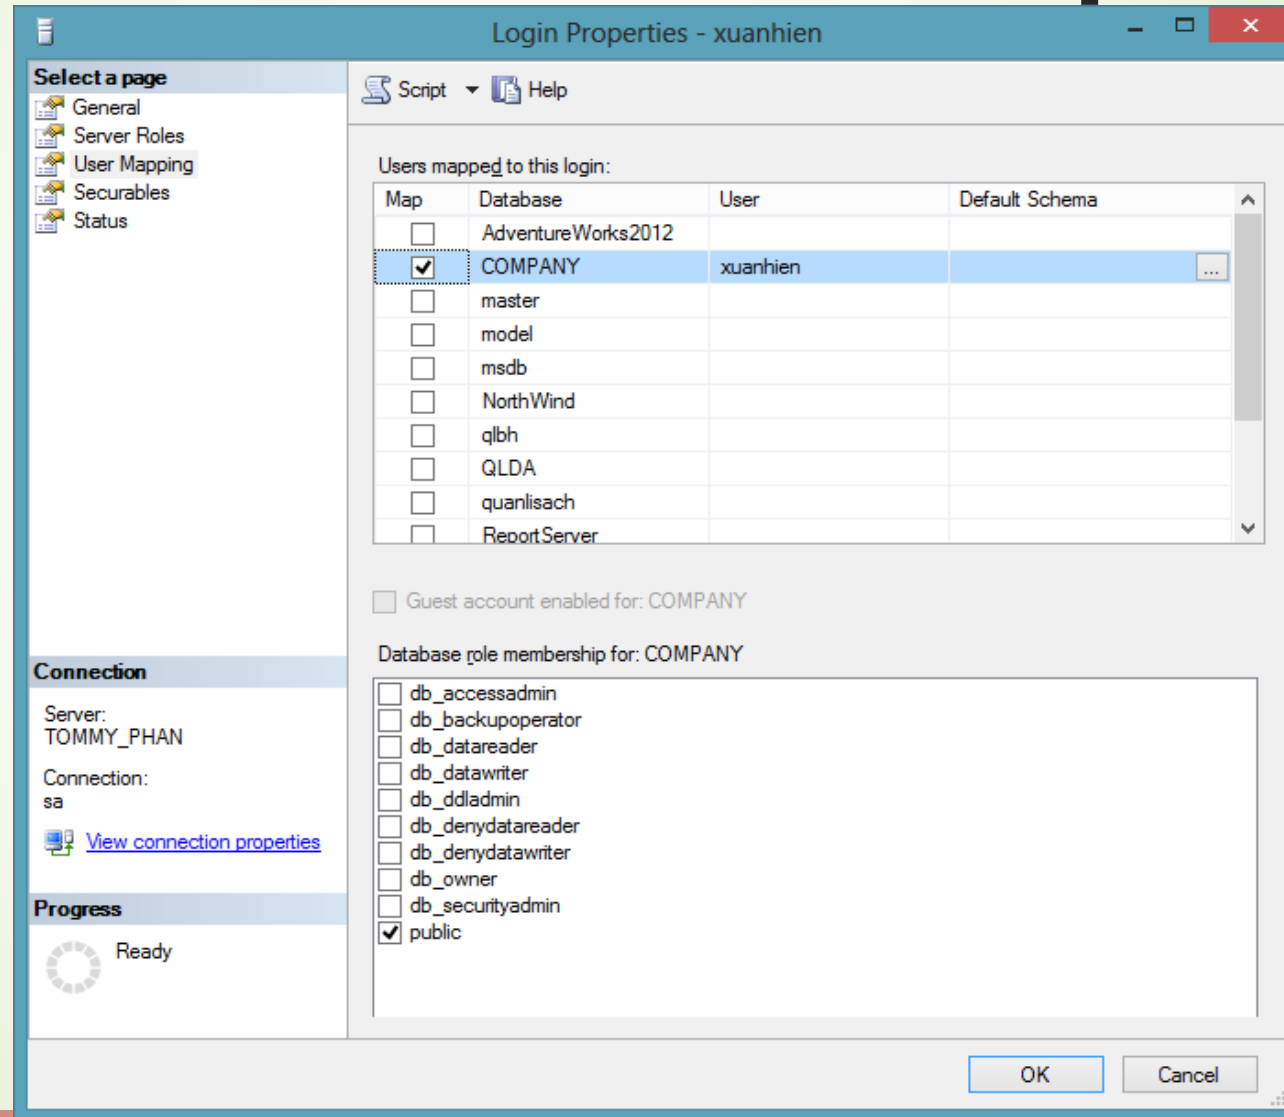 Login Properties - xuanhien
Select a page
General
Server Roles
User Mapping
Securables
Status
Script
Help
Users mapped to this login:
Map Database User Default Schema
AdventureWorks2012
COMPANY xuanhien ...
master
model
msdb
NorthWind
qlbh
QLDA
quanlisach
ReportServer
Guest account enabled for: COMPANY
Database role membership for: COMPANY
db_accessadmin
db_backupoperator
db_datareader
db_datawriter
db_ddladmin
db_denydatareader
db_denydatawriter
db_owner
db_securityadmin
public
Connection
Server:
TOMMY_PHAN
Connection:
sa
View connection properties
Progress
Ready
OK Cancel